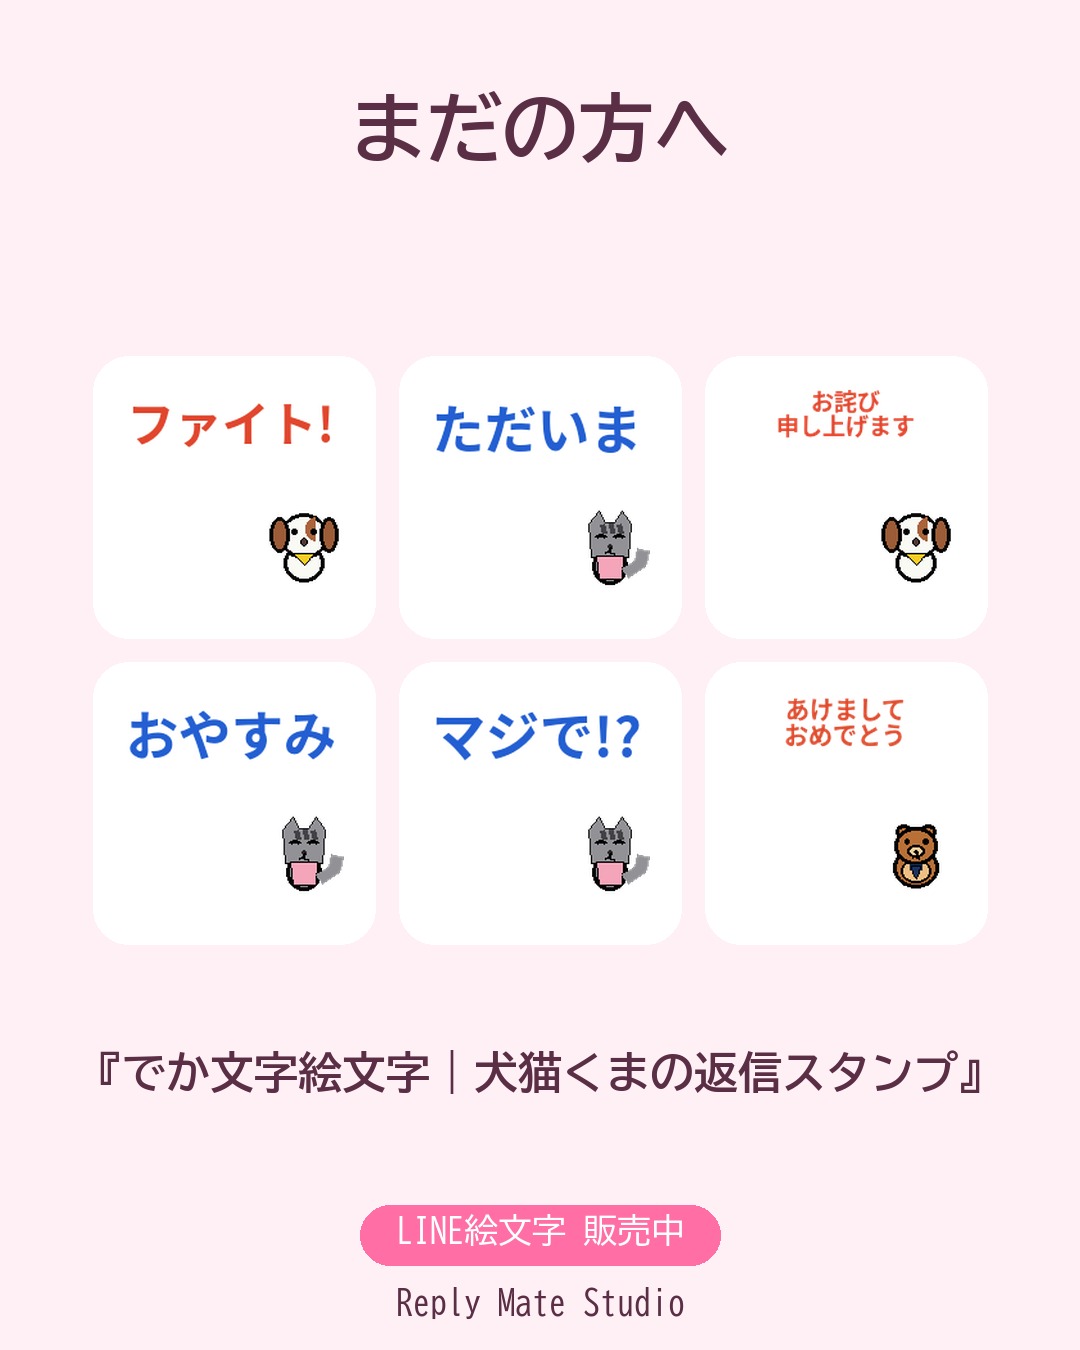 まだの方へ
ファイト!
ただいま
お詫び
申し上げます
おやすみ
マジで!?
あけまして
おめでとう
『でか文字絵文字｜犬猫くまの返信スタンプ』
LINE絵文字 販売中
Reply Mate Studio